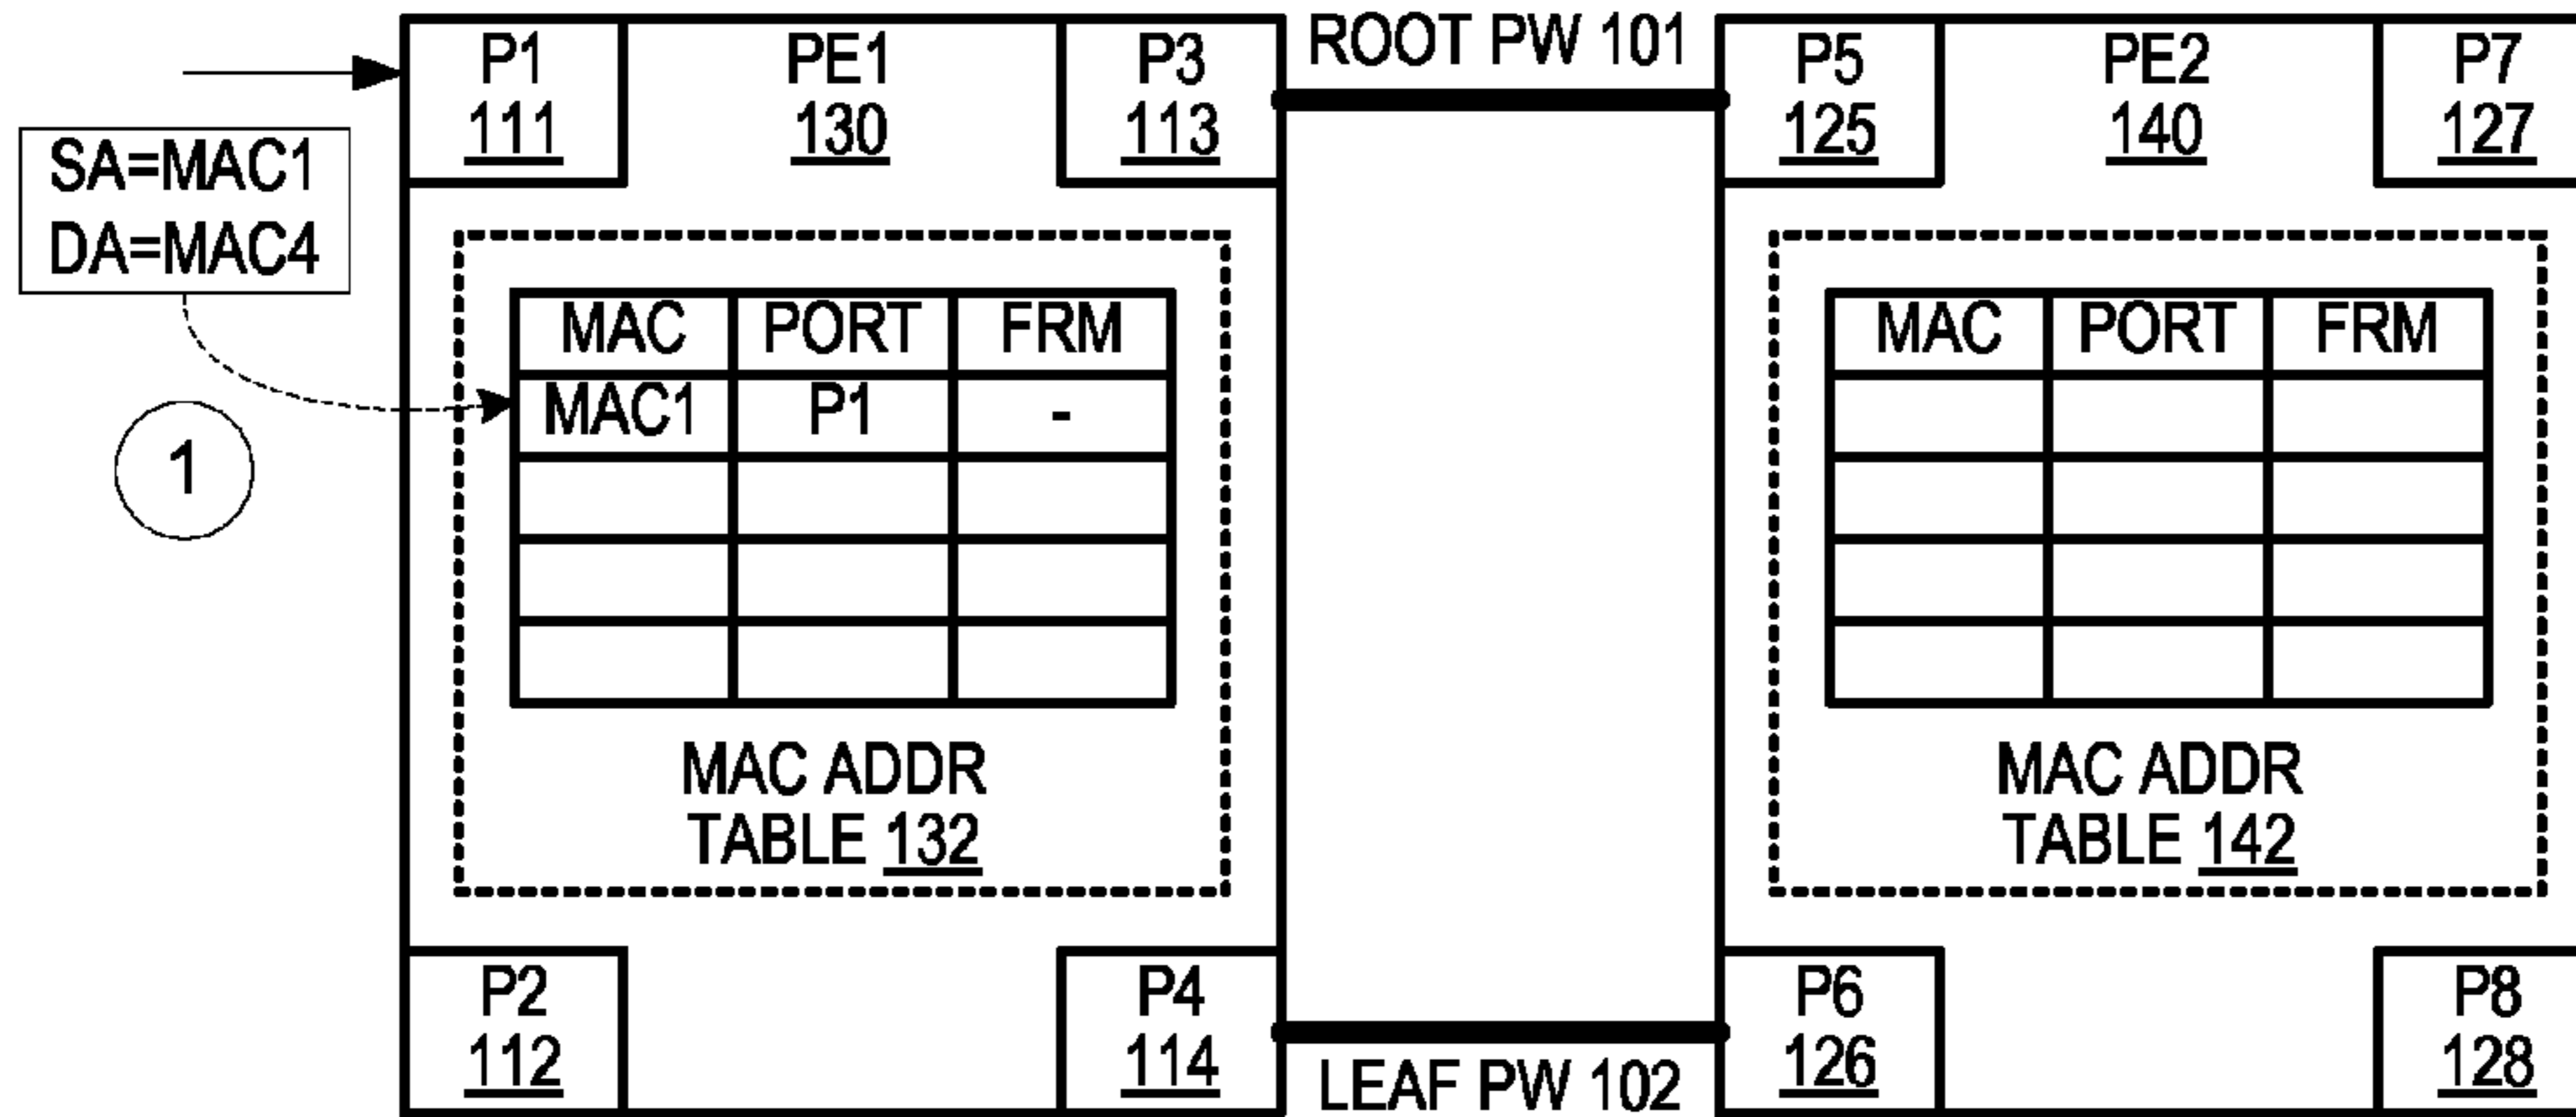 P1
111
PE1
130
P3
113
ROOT PW 101
P5
125
PE2
140
P7
127
SA=MAC1
DA=MAC4
1
MAC PORT FRM
MAC1 P1 -
MAC ADDR
TABLE 132
MAC PORT FRM
MAC ADDR
TABLE 142
P2
112
P4
114
LEAF PW 102
P6
126
P8
128